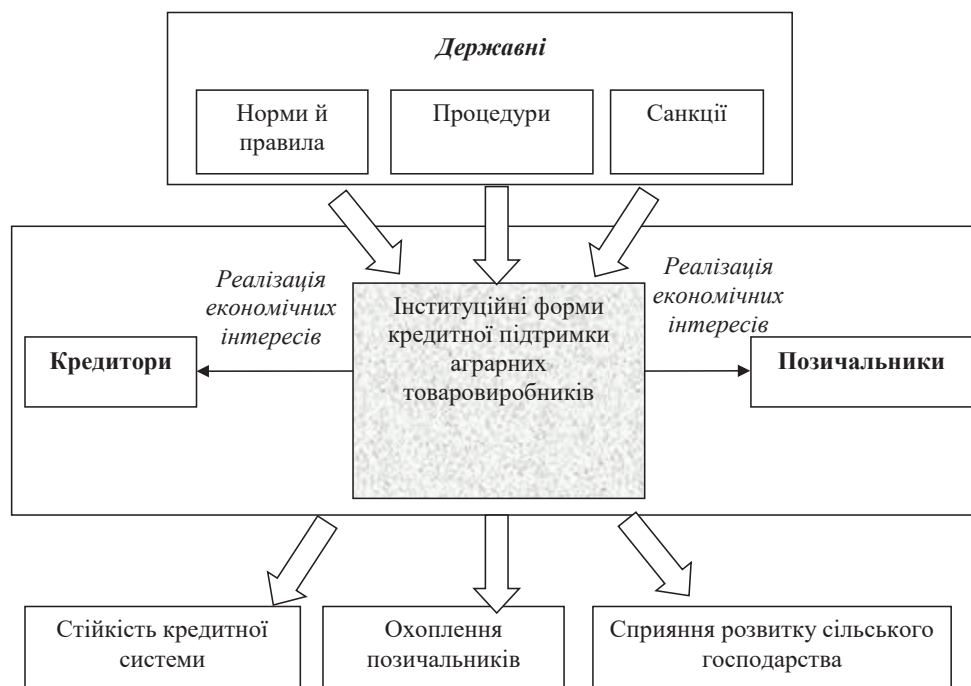 Державні
Норми й
правила
Процедури
Санкції
Реалізація
економічних
інтересів
Реалізація
економічних
інтересів
Інституційні форми
кредитної підтримки
аграрних
товаровиробників
Кредитори
Позичальники
Стійкість кредитної
системи
Охоплення
позичальників
Сприяння розвитку сільського
господарства